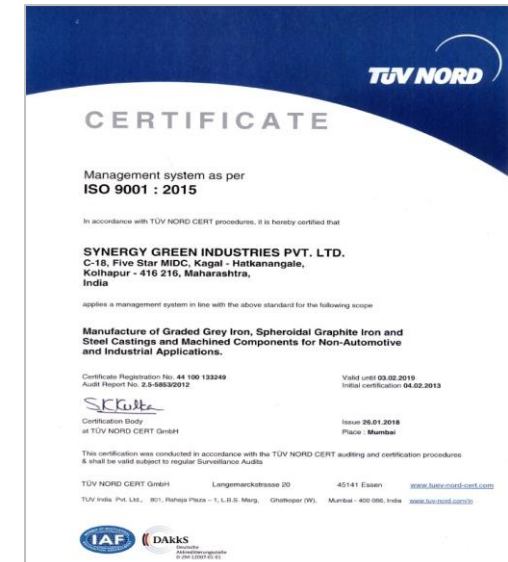 TÜV NORD
CERTIFICATE
Management system as per
ISO 9001 : 2015
In accordance with TÜV NORD CERT procedures, it is hereby certified that
SYNERGY GREEN INDUSTRIES PVT. LTD.
C-18, Five Star MIDC, Kagal - Hatkanangale,
Kolhapur - 416 216, Maharashtra,
India
applies a management system in line with the above standard for the following scope
Manufacture of Graded Grey Iron, Spheroidal Graphite Iron and
Steel Castings and Machined Components for Non-Automotive
and Industrial Applications.
Certificate Registration No. 44 100 133249 Valid until 03.02.2019
Audit Report No. 2.5-5853/2012 Initial certification 04.02.2013
Certification Body Issue 26.01.2018
at TÜV NORD CERT GmbH Place : Mumbai
This certification was conducted in accordance with the TÜV NORD CERT auditing and certification procedures
& shall be valid subject to regular Surveillance Audits
TÜV NORD CERT GmbH Langemarckstrasse 20 45141 Essen www.tuev-nord-cert.com
TUV India Pvt. Ltd., 801, Raheja Plaza – 1, L.B.S. Marg, Ghatkopar (W), Mumbai - 400 086, India www.tuv-nord.com/in
IAF DAkkS
Deutsche
Akkreditierungsstelle